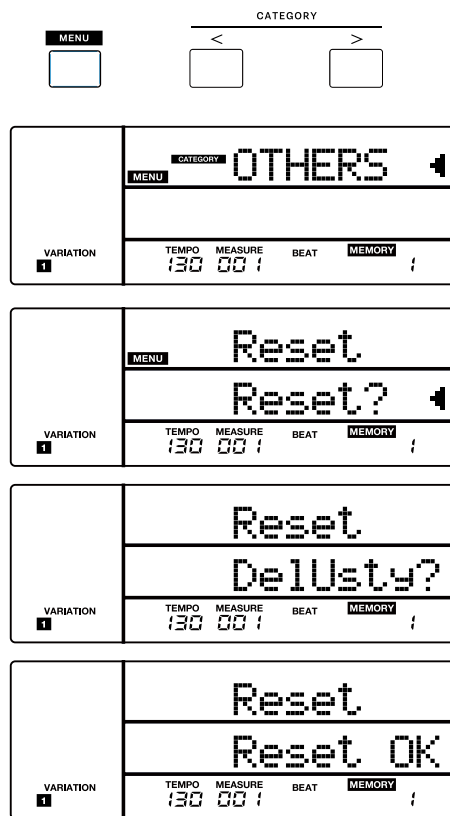 CATEGORY
MENU < >
CATEGORY OTHERS
MENU
VARIATION TEMPO MEASURE BEAT MEMORY
1 130 001 1
Reset
MENU
Reset?
VARIATION TEMPO MEASURE BEAT MEMORY
1 130 001 1
Reset
DelUsty?
VARIATION TEMPO MEASURE BEAT MEMORY
1 130 001 1
Reset
Reset OK
VARIATION TEMPO MEASURE BEAT MEMORY
1 130 001 1